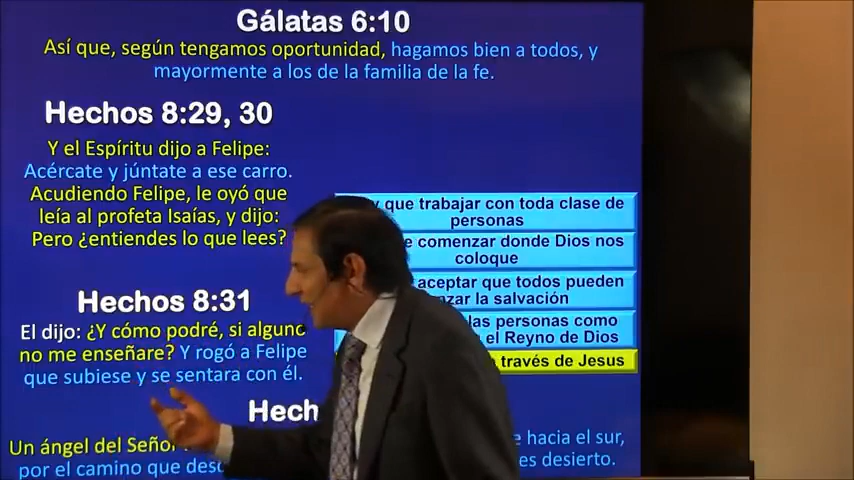 Gálatas 6:10
Así que, según tengamos oportunidad, hagamos bien a todos, y
mayormente a los de la familia de la fe.
Hechos 8:29, 30
Y el Espíritu dijo a Felipe:
Acércate y júntate a ese carro.
Acudiendo Felipe, le oyó que
leía al profeta Isaías, y dijo:
Pero ¿entiendes lo que lees?
Hechos 8:31
El dijo: ¿Y cómo podré, si alguno
no me enseñare? Y rogó a Felipe
que subiese y se sentara con él.
y que trabajar con toda clase de
personas
e comenzar donde Dios nos
coloque
aceptar que todos pueden
zar la salvación
las personas como
el Reyno de Dios
través de Jesus
Hech
Un ángel del Señor
e hacia el sur,
por el camino que desc
es desierto.